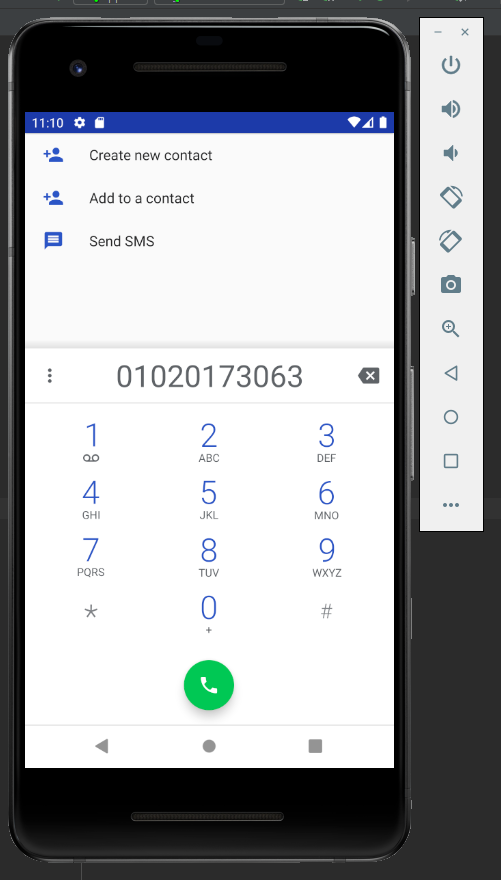 11:10
Create new contact
Add to a contact
Send SMS
01020173063
1 2 3
ABC DEF
4 5 6
GHI JKL MNO
7 8 9
PQRS TUV WXYZ
* 0 #
+